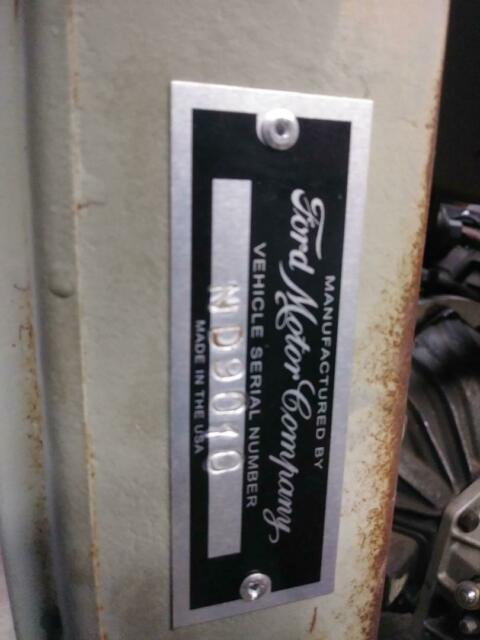 MANUFACTURED BY
Ford Motor Company
VEHICLE SERIAL NUMBER
ND9010
MADE IN THE USA